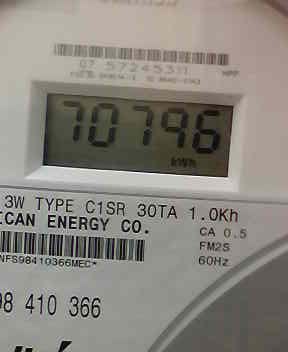 07 57245311
70796
kWh
3W TYPE C1SR 30TA 1.0Kh
ICAN ENERGY CO.
CA 0.5
FM2S
60Hz
NFS98410366MEC*
98 410 366